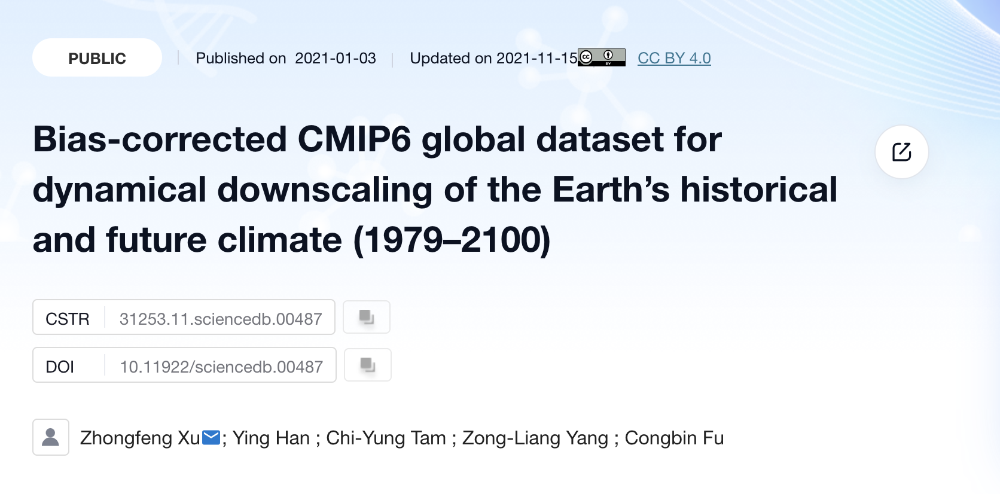 PUBLIC Published on 2021-01-03 Updated on 2021-11-15 cc BY CC BY 4.0
Bias-corrected CMIP6 global dataset for
dynamical downscaling of the Earth’s historical
and future climate (1979–2100)
CSTR 31253.11.sciencedb.00487
DOI 10.11922/sciencedb.00487
Zhongfeng Xu; Ying Han ; Chi-Yung Tam ; Zong-Liang Yang ; Congbin Fu